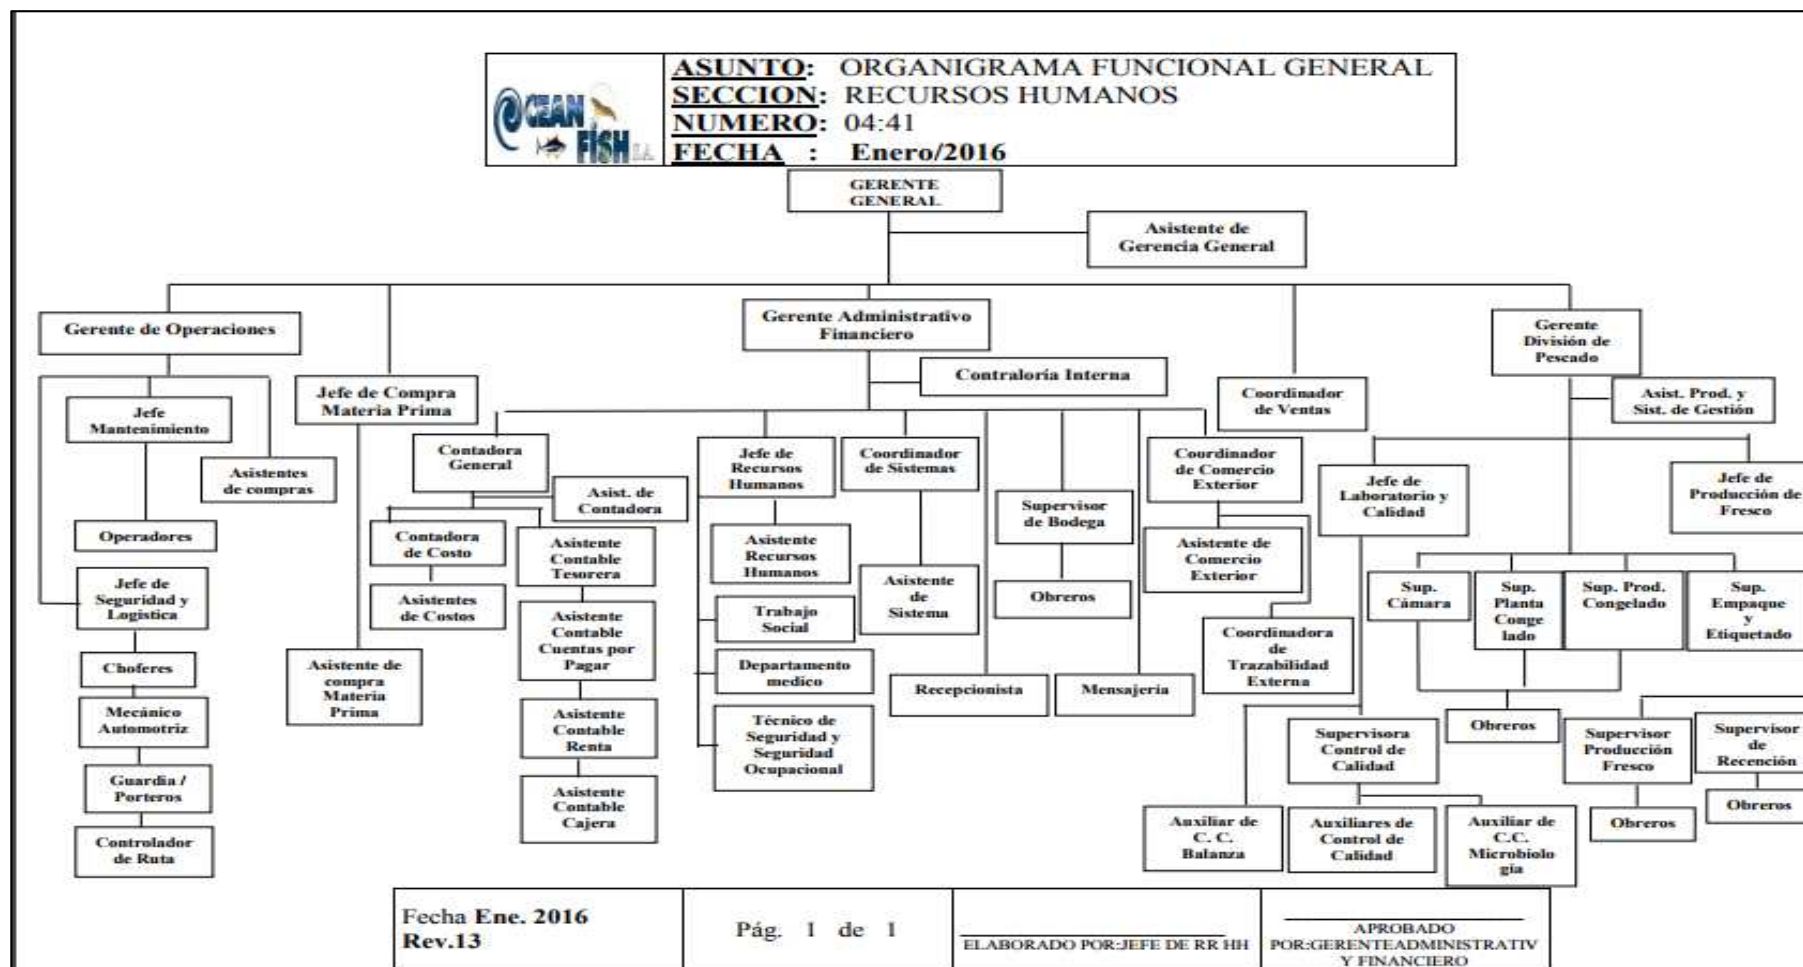 OCEAN
FISH S.A.
ASUNTO: ORGANIGRAMA FUNCIONAL GENERAL
SECCION: RECURSOS HUMANOS
NUMERO: 04:41
FECHA : Enero/2016
GERENTE
GENERAL
Asistente de
Gerencia General
Gerente de Operaciones
Gerente Administrativo
Financiero
Gerente
División de
Pescado
Contraloría Interna
Jefe de Compra
Materia Prima
Coordinador
de Ventas
Asist. Prod. y
Sist. de Gestión
Jefe
Mantenimiento
Asistentes
de compras
Contadora
General
Asist. de
Contadora
Jefe de
Recursos
Humanos
Coordinador
de Sistemas
Supervisor
de Bodega
Coordinador
de Comercio
Exterior
Jefe de
Laboratorio y
Calidad
Jefe de
Producción de
Fresco
Operadores
Contadora
de Costo
Asistente
Contable
Tesorera
Asistente
Recursos
Humanos
Asistente
de
Sistema
Obreros
Asistente de
Comercio
Exterior
Sup.
Cámara
Sup.
Planta
Conge
lado
Sup. Prod.
Congelado
Sup.
Empaque
y
Etiquetado
Jefe de
Seguridad y
Logistica
Asistentes
de Costos
Asistente
Contable
Cuentas por
Pagar
Trabajo
Social
Coordinadora
de
Trazabilidad
Externa
Choferes
Asistente de
compra
Materia
Prima
Departamento
medico
Recepcionista
Mensajeria
Mecánico
Automotriz
Asistente
Contable
Renta
Técnico de
Seguridad y
Seguridad
Ocupacional
Supervisora
Control de
Calidad
Obreros
Supervisor
Producción
Fresco
Supervisor
de
Recención
Guardia /
Porteros
Asistente
Contable
Cajera
Obreros
Obreros
Controlador
de Ruta
Auxiliar de
C. C.
Balanza
Auxiliares de
Control de
Calidad
Auxiliar de
C.C.
Microbiolo
gía
Fecha Ene. 2016
Rev.13
Pág. 1 de 1
ELABORADO POR:JEFE DE RR HH
APROBADO
POR:GERENTEADMINISTRATIV
Y FINANCIERO